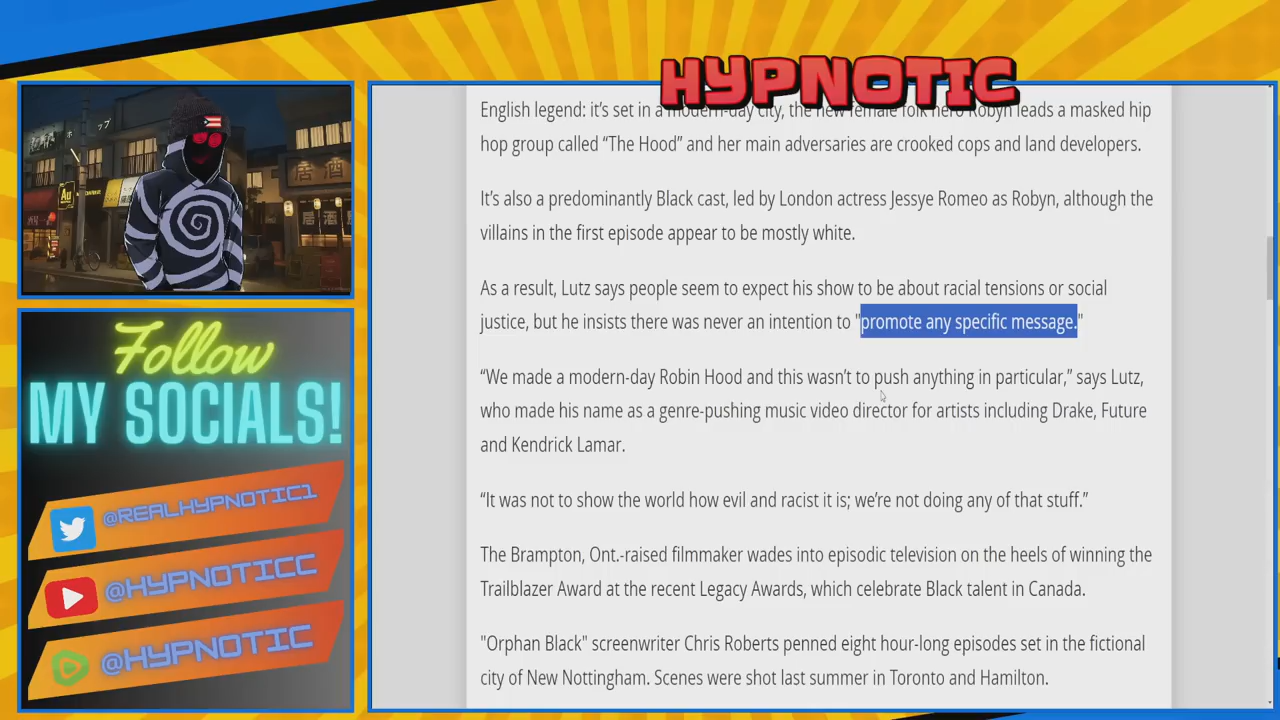 HYPNOTIC
English legend: it's set in a modern-day city, the new female folk hero Robyn leads a masked hip
hop group called “The Hood” and her main adversaries are crooked cops and land developers.
It's also a predominantly Black cast, led by London actress Jessye Romeo as Robyn, although the
villains in the first episode appear to be mostly white.
As a result, Lutz says people seem to expect his show to be about racial tensions or social
justice, but he insists there was never an intention to "promote any specific message."
“We made a modern-day Robin Hood and this wasn't to push anything in particular,” says Lutz,
who made his name as a genre-pushing music video director for artists including Drake, Future
and Kendrick Lamar.
“It was not to show the world how evil and racist it is; we're not doing any of that stuff.”
The Brampton, Ont.-raised filmmaker wades into episodic television on the heels of winning the
Trailblazer Award at the recent Legacy Awards, which celebrate Black talent in Canada.
"Orphan Black" screenwriter Chris Roberts penned eight hour-long episodes set in the fictional
city of New Nottingham. Scenes were shot last summer in Toronto and Hamilton.
Au
居酒
Follow
MY SOCIALS!
@REALHYPNOTIC1
@HYPNOTICC
@HYPNOTIC